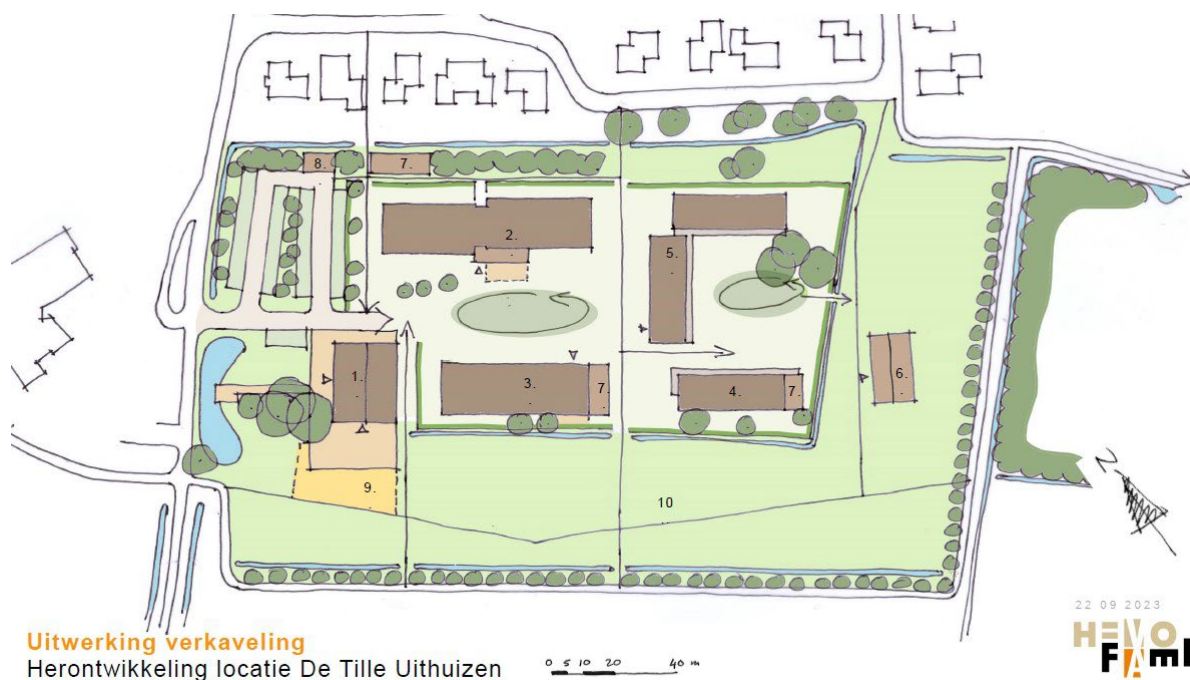 8.
7.
2.
5.
1.
3.
7.
4.
7.
6.
9.
10
N
22 09 2023
HEVO
FAME
Uitwerking verkaveling
Herontwikkeling locatie De Tille Uithuizen
0 5 10 20 40 m